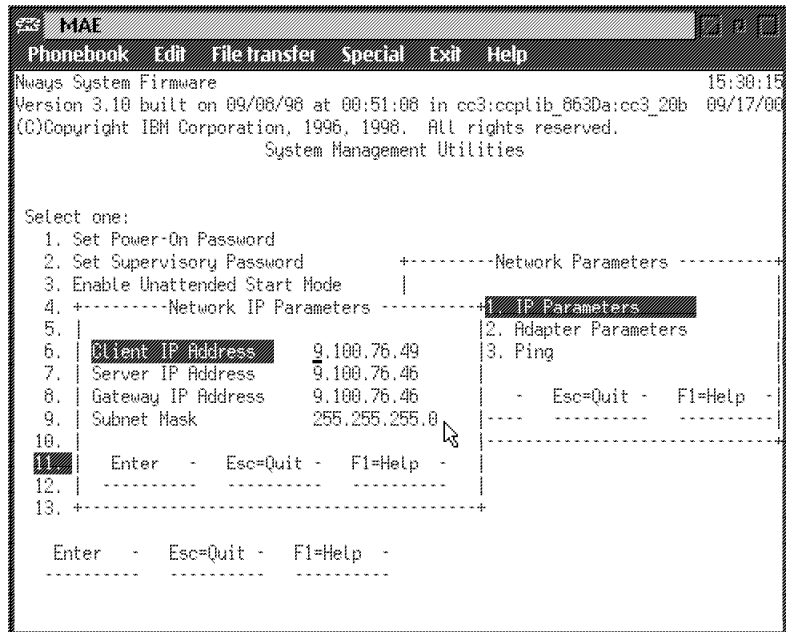 MAE
Phonebook Edit File transfer Special Exit Help
Nways System Firmware 15:30:15
Version 3.10 built on 09/08/98 at 00:51:08 in cc3:ccplib_863Da:cc3_20b 09/17/00
(C)Copyright IBM Corporation, 1996, 1998. All rights reserved.
System Management Utilities
Select one:
1. Set Power-On Password
2. Set Supervisory Password
3. Enable Unattended Start Mode
4.
5.
6.
7.
8.
9.
10.
11.
12.
13.
Network Parameters
1. IP Parameters
2. Adapter Parameters
3. Ping
Esc=Quit - F1=Help -
Network IP Parameters
Client IP Address 9.100.76.49
Server IP Address 9.100.76.46
Gateway IP Address 9.100.76.46
Subnet Mask 255.255.255.0
Enter - Esc=Quit - F1=Help -
Enter - Esc=Quit - F1=Help -